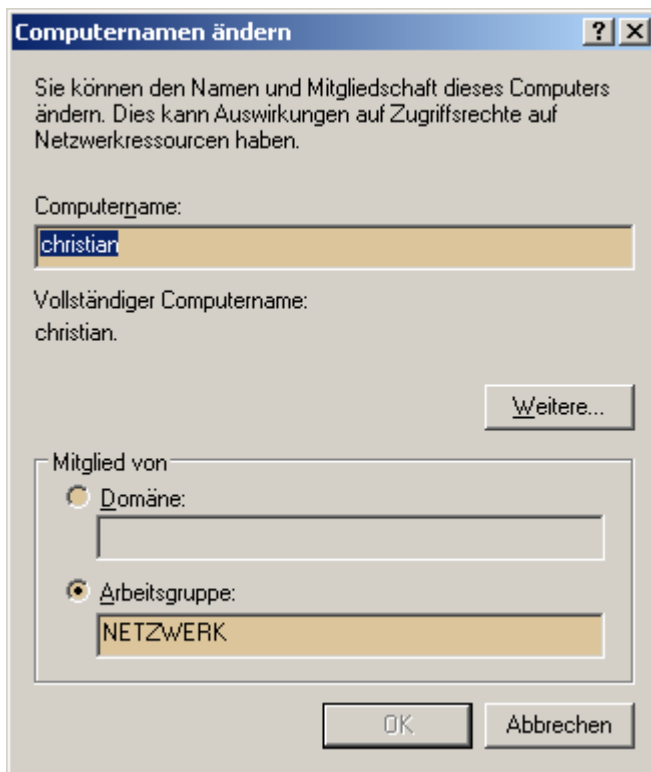 Computernamen ändern
Sie können den Namen und Mitgliedschaft dieses Computers
ändern. Dies kann Auswirkungen auf Zugriffsrechte auf
Netzwerkressourcen haben.
Computername:
christian
Vollständiger Computername:
christian.
Weitere...
Mitglied von
Domäne:
Arbeitsgruppe:
NETZWERK
OK Abbrechen